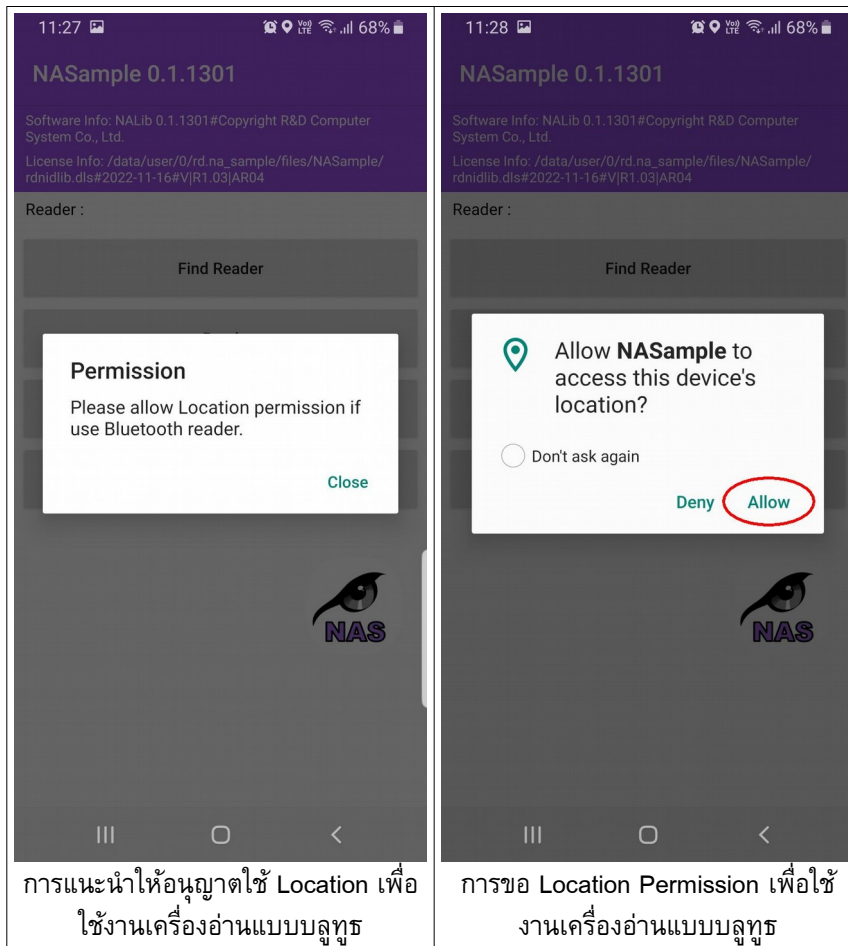 11:27 Vo) LTE 68%
NASample 0.1.1301
Software Info: NALib 0.1.1301#Copyright R&D Computer
System Co., Ltd.
License Info: /data/user/0/rd.na_sample/files/NASample/
rdnidlib.dls#2022-11-16#V|R1.03|AR04
Reader :
Find Reader
Permission
Please allow Location permission if
use Bluetooth reader.
Close
NAS
การแนะนำให้อนุญาตใช้ Location เพื่อ
ใช้งานเครื่องอ่านแบบบลูทูธ
11:28 Vo) LTE 68%
NASample 0.1.1301
Software Info: NALib 0.1.1301#Copyright R&D Computer
System Co., Ltd.
License Info: /data/user/0/rd.na_sample/files/NASample/
rdnidlib.dls#2022-11-16#V|R1.03|AR04
Reader :
Find Reader
Allow NASample to
access this device's
location?
Don't ask again
Deny Allow
NAS
การขอ Location Permission เพื่อใช้
งานเครื่องอ่านแบบบลูทูธ